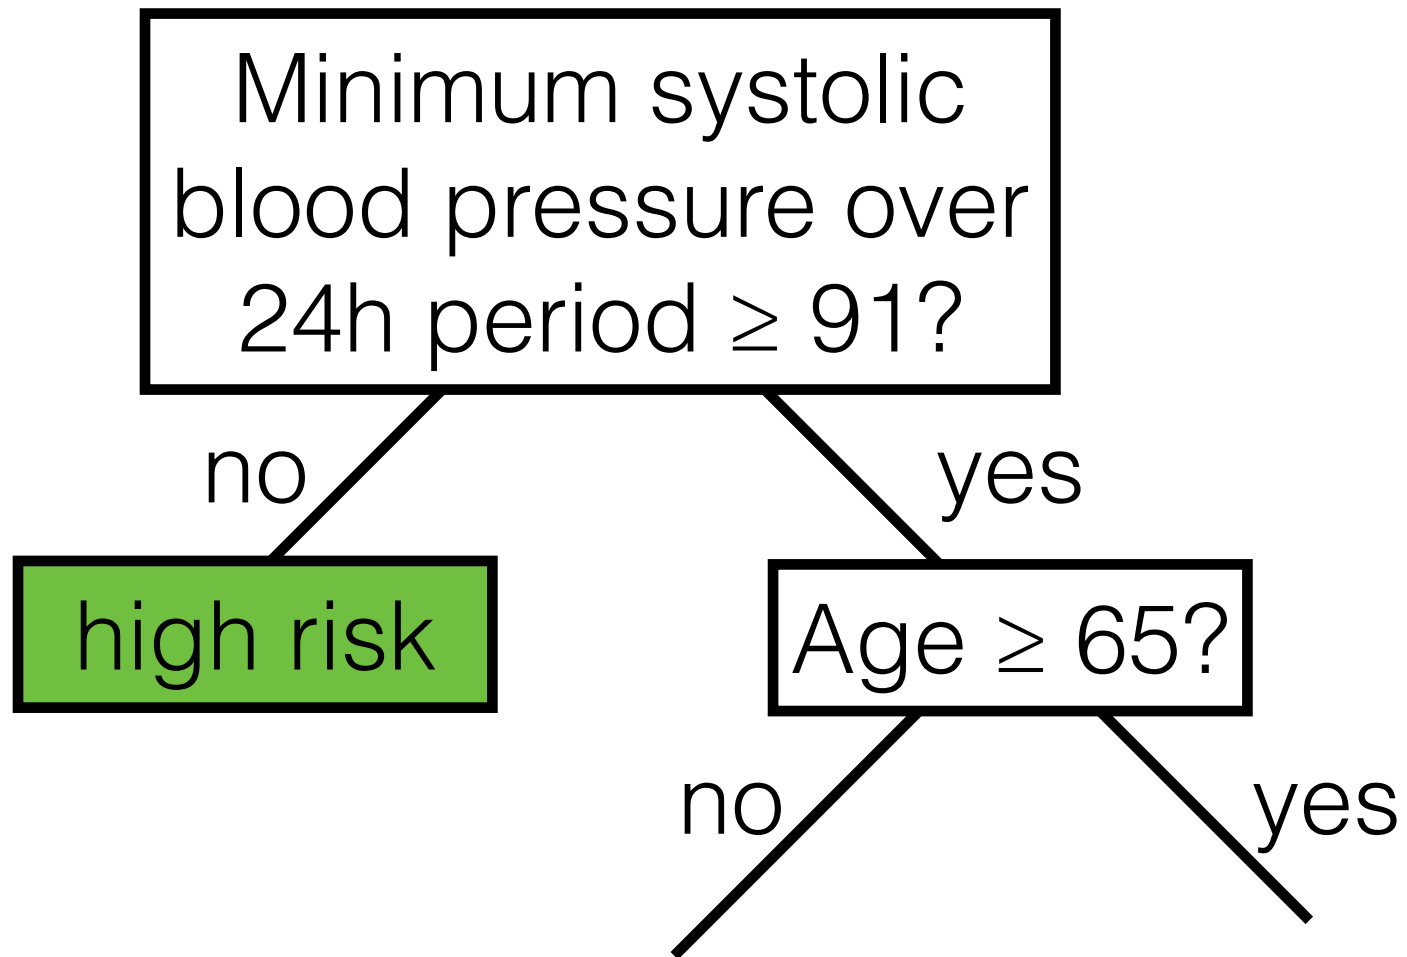 Minimum systolic
blood pressure over
24h period ≥ 91?
no
yes
high risk
Age ≥ 65?
no
yes